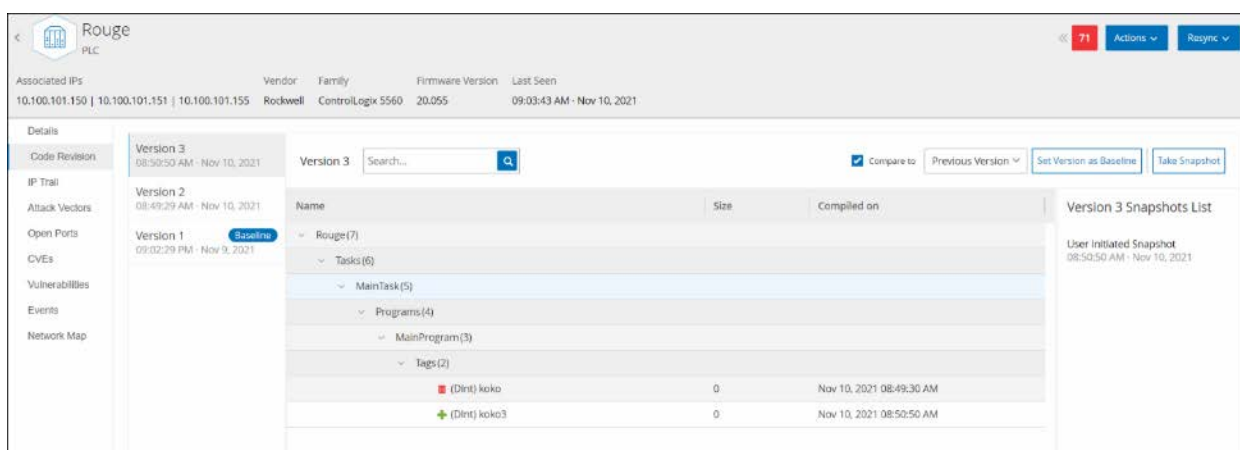 Rouge
PLC
71 Actions Resync
Associated IPs Vendor Family Firmware Version Last Seen
10.100.101.150 | 10.100.101.151 | 10.100.101.155 Rockwell ControlLogix 5560 20.055 09:03:43 AM - Nov 10, 2021
Details
Code Revision
IP Trail
Attack Vectors
Open Ports
CVEs
Vulnerabilities
Events
Network Map
Version 3
08:50:50 AM - Nov 10, 2021
Version 2
08:49:29 AM - Nov 10, 2021
Version 1 Baseline
09:02:29 PM - Nov 9, 2021
Version 3 Search... Compare to Previous Version Set Version as Baseline Take Snapshot
Name Size Compiled on
Rouge(7)
Tasks(6)
MainTask(5)
Programs(4)
MainProgram(3)
Tags(2)
(DInt) koko 0 Nov 10, 2021 08:49:30 AM
(DInt) koko3 0 Nov 10, 2021 08:50:50 AM
Version 3 Snapshots List
User Initiated Snapshot
08:50:50 AM - Nov 10, 2021